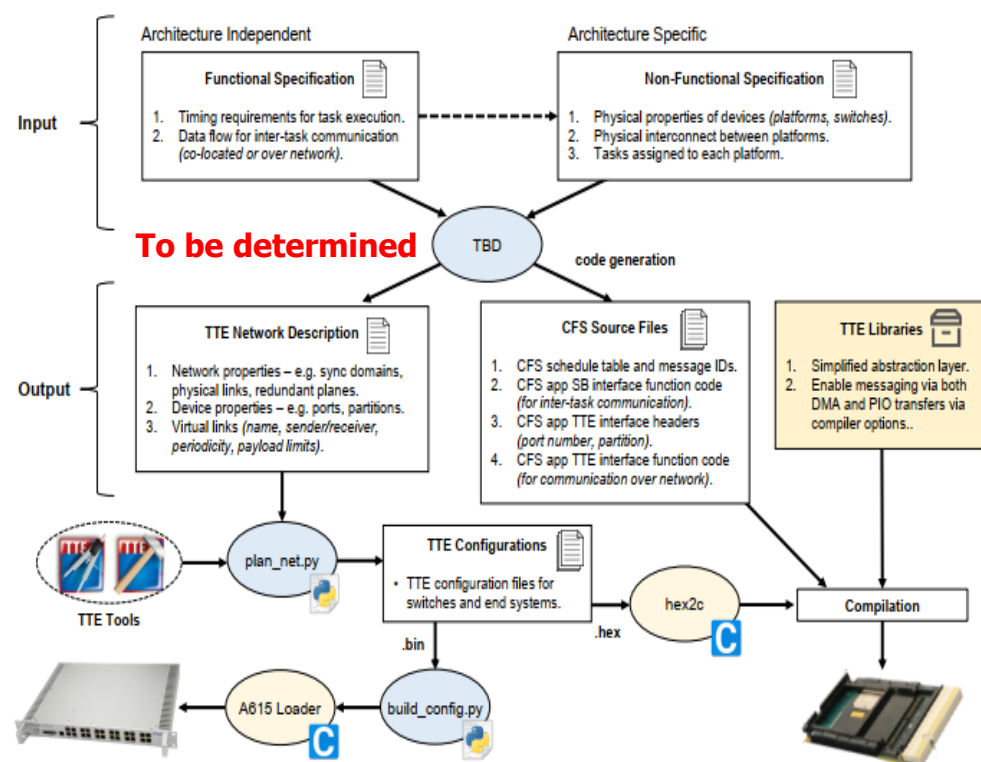 Architecture Independent
Architecture Specific
Input
Functional Specification
1. Timing requirements for task execution.
2. Data flow for inter-task communication
(co-located or over network).
Non-Functional Specification
1. Physical properties of devices (platforms, switches).
2. Physical interconnect between platforms.
3. Tasks assigned to each platform.
To be determined
TBD
code generation
Output
TTE Network Description
1. Network properties – e.g. sync domains,
physical links, redundant planes.
2. Device properties – e.g. ports, partitions.
3. Virtual links (name, sender/receiver,
periodicity, payload limits).
CFS Source Files
1. CFS schedule table and message IDs.
2. CFS app SB interface function code
(for inter-task communication).
3. CFS app TTE interface headers
(port number, partition).
4. CFS app TTE interface function code
(for communication over network).
TTE Libraries
1. Simplified abstraction layer.
2. Enable messaging via both
DMA and PIO transfers via
compiler options..
TTE
TTE
TTE Tools
plan_net.py
TTE Configurations
• TTE configuration files for
switches and end systems.
.hex
hex2c
C
Compilation
.bin
build_config.py
A615 Loader
C